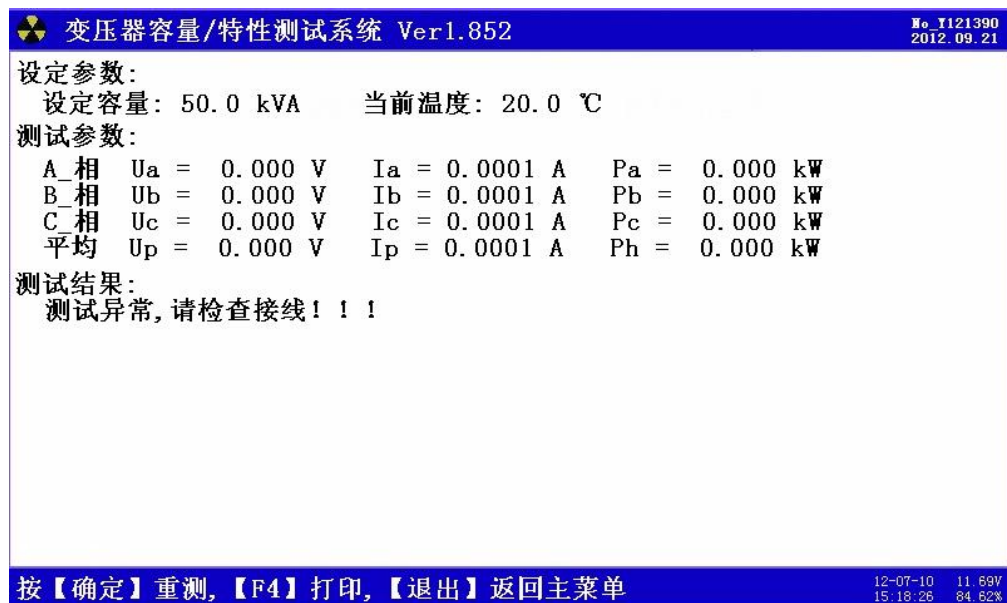 变压器容量/特性测试系统 Ver1.852
No_Y121390
2012.09.21
设定参数:
设定容量: 50.0 kVA 当前温度: 20.0 ℃
测试参数:
A_相 Ua = 0.000 V Ia = 0.0001 A Pa = 0.000 kW
B_相 Ub = 0.000 V Ib = 0.0001 A Pb = 0.000 kW
C_相 Uc = 0.000 V Ic = 0.0001 A Pc = 0.000 kW
平均 Up = 0.000 V Ip = 0.0001 A Ph = 0.000 kW
测试结果:
测试异常,请检查接线!!!
按【确定】重测,【F4】打印,【退出】返回主菜单
12-07-10 11.69V
15:18:26 84.62%